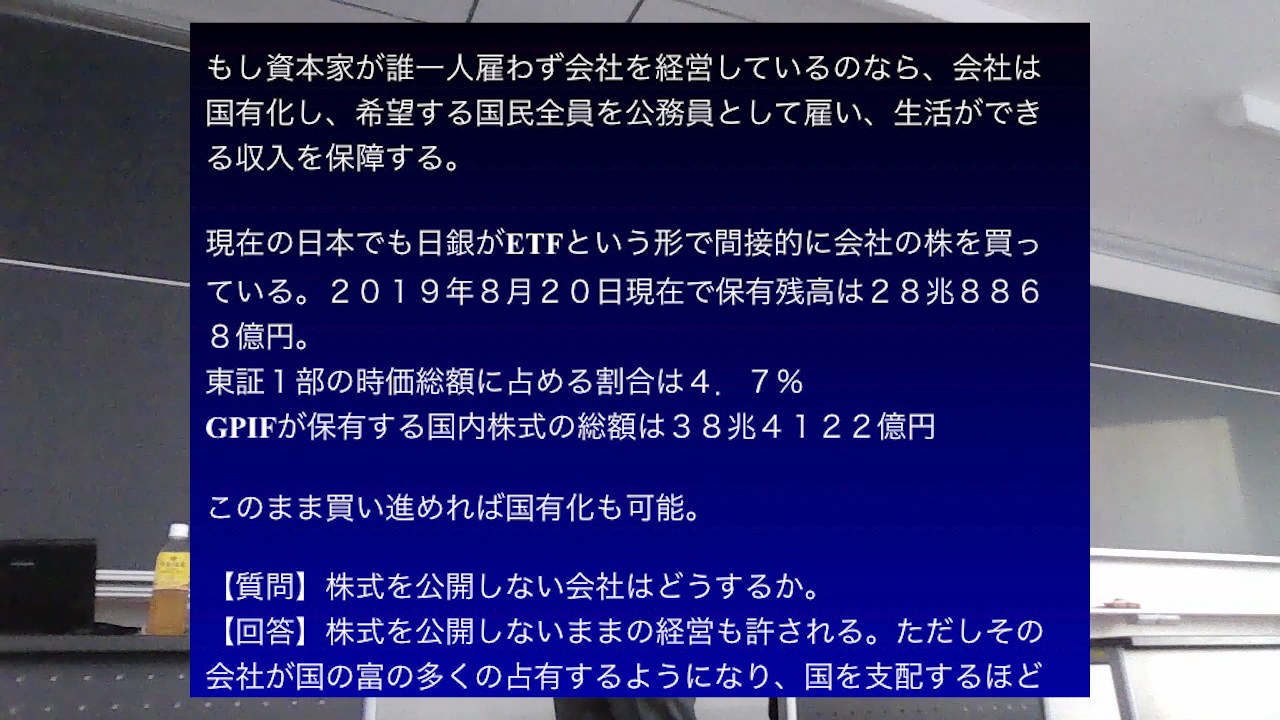 もし資本家が誰一人雇わず会社を経営しているのなら、会社は
国有化し、希望する国民全員を公務員として雇い、生活ができ
る収入を保障する。
現在の日本でも日銀がETFという形で間接的に会社の株を買っ
ている。２０１９年８月２０日現在で保有残高は２８兆８８６
８億円。
東証１部の時価総額に占める割合は４．７％
GPIFが保有する国内株式の総額は３８兆４１２２億円
このまま買い進めれば国有化も可能。
【質問】株式を公開しない会社はどうするか。
【回答】株式を公開しないままの経営も許される。ただしその
会社が国の富の多くの占有するようになり、国を支配するほど